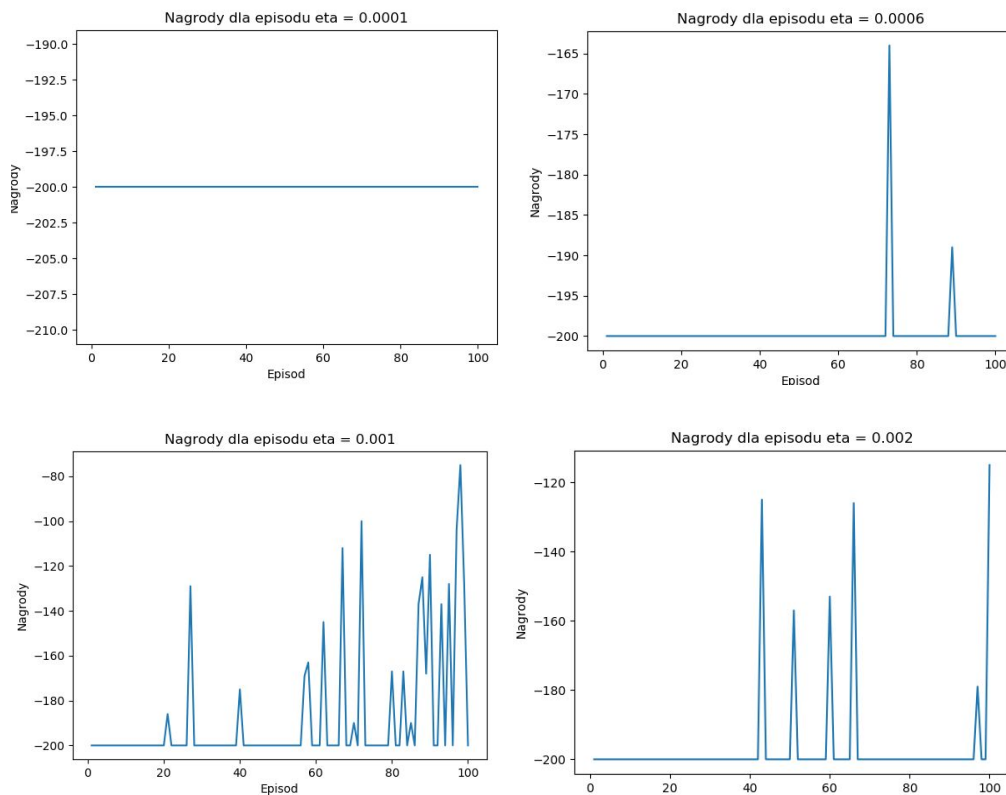 Nagrody dla episodu eta = 0.0001
−190.0
−192.5
−195.0
−197.5
−200.0
−202.5
−205.0
−207.5
−210.0
Nagrody
0 20 40 60 80 100
Episod
Nagrody dla episodu eta = 0.0006
−165
−170
−175
−180
−185
−190
−195
−200
Nagrody
0 20 40 60 80 100
Episod
Nagrody dla episodu eta = 0.001
−80
−100
−120
−140
−160
−180
−200
Nagrody
0 20 40 60 80 100
Episod
Nagrody dla episodu eta = 0.002
−120
−140
−160
−180
−200
Nagrody
0 20 40 60 80 100